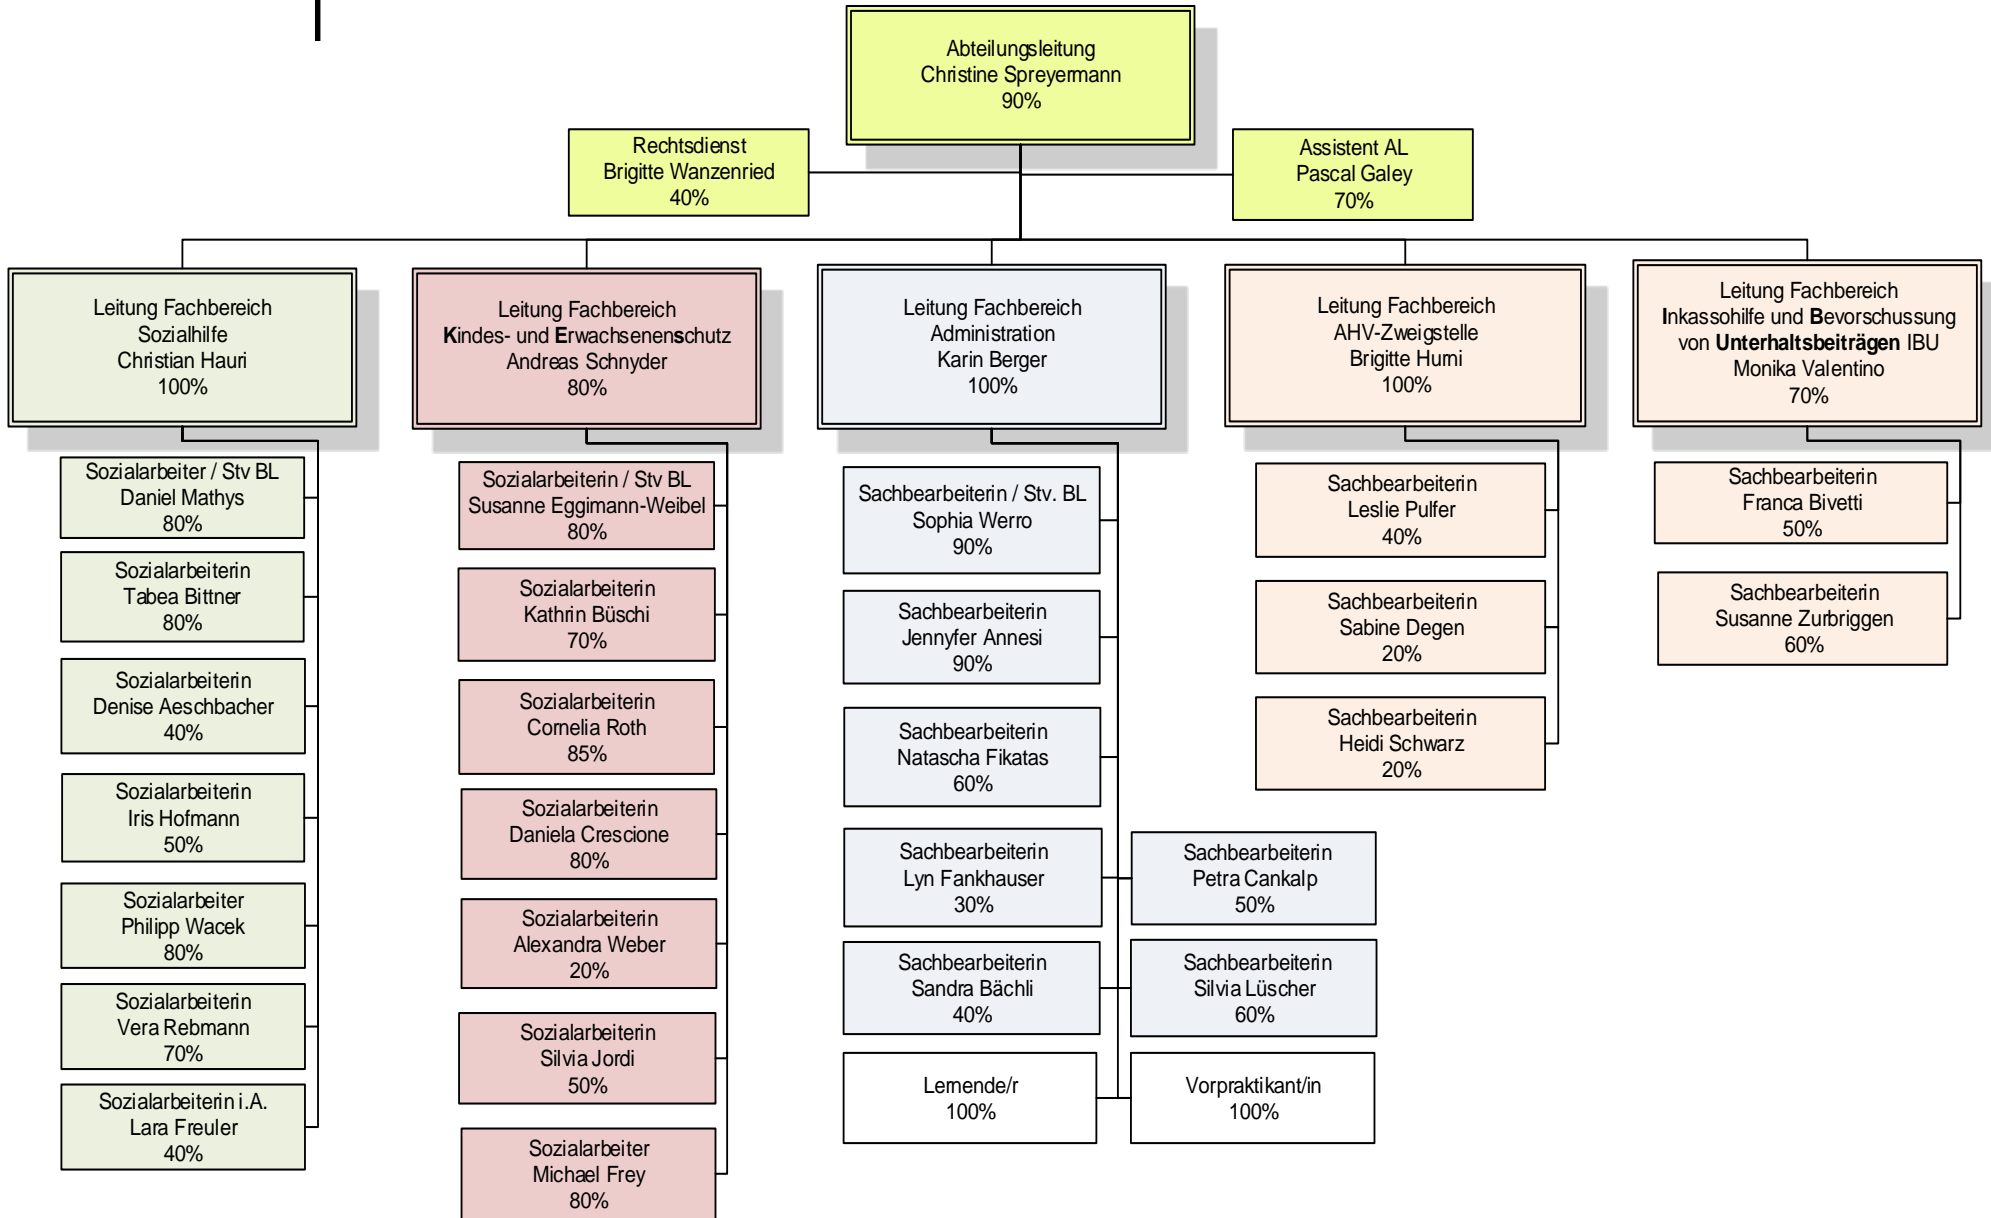 Abteilungsleitung
Christine Spreyermann
90%
Rechtsdienst
Brigitte Wanzenried
40%
Assistent AL
Pascal Galey
70%
Leitung Fachbereich
Sozialhilfe
Christian Hauri
100%
Leitung Fachbereich
Kindes- und Erwachsenenschutz
Andreas Schnyder
80%
Leitung Fachbereich
Administration
Karin Berger
100%
Leitung Fachbereich
AHV-Zweigstelle
Brigitte Hurni
100%
Leitung Fachbereich
Inkassohilfe und Bevorschussung
von Unterhaltsbeiträgen IBU
Monika Valentino
70%
Sozialarbeiter / Stv BL
Daniel Mathys
80%
Sozialarbeiterin
Tabea Bittner
80%
Sozialarbeiterin
Denise Aeschbacher
40%
Sozialarbeiterin
Iris Hofmann
50%
Sozialarbeiter
Philipp Wacek
80%
Sozialarbeiterin
Vera Rebmann
70%
Sozialarbeiterin i.A.
Lara Freuler
40%
Sozialarbeiterin / Stv BL
Susanne Eggimann-Weibel
80%
Sozialarbeiterin
Kathrin Büschi
70%
Sozialarbeiterin
Cornelia Roth
85%
Sozialarbeiterin
Daniela Crescione
80%
Sozialarbeiterin
Alexandra Weber
20%
Sozialarbeiterin
Silvia Jordi
50%
Sozialarbeiter
Michael Frey
80%
Sachbearbeiterin / Stv. BL
Sophia Werro
90%
Sachbearbeiterin
Jennyfer Annesi
90%
Sachbearbeiterin
Natascha Fikatas
60%
Sachbearbeiterin
Lyn Fankhauser
30%
Sachbearbeiterin
Petra Cankalp
50%
Sachbearbeiterin
Sandra Bächli
40%
Sachbearbeiterin
Silvia Lüscher
60%
Lernende/r
100%
Vorpraktikant/in
100%
Sachbearbeiterin
Leslie Pulfer
40%
Sachbearbeiterin
Sabine Degen
20%
Sachbearbeiterin
Heidi Schwarz
20%
Sachbearbeiterin
Franca Bivetti
50%
Sachbearbeiterin
Susanne Zurbriggen
60%